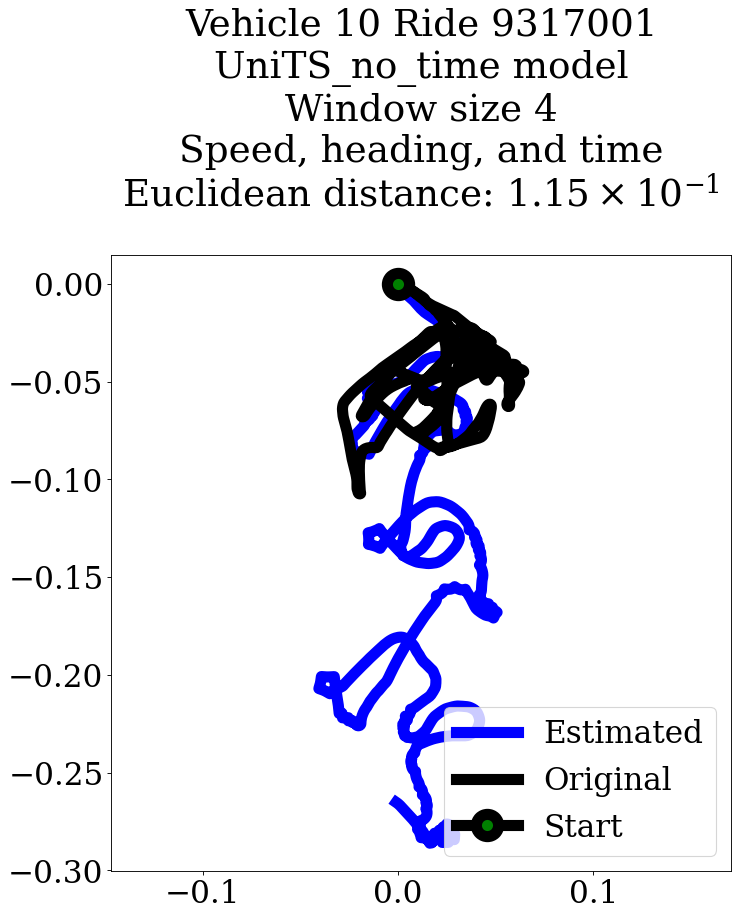 Vehicle 10 Ride 9317001
UniTS_no_time model
Window size 4
Speed, heading, and time
Euclidean distance: 1.15 × 10⁻¹
0.00
−0.05
−0.10
−0.15
−0.20
−0.25
−0.30
−0.1 0.0 0.1
Estimated
Original
Start